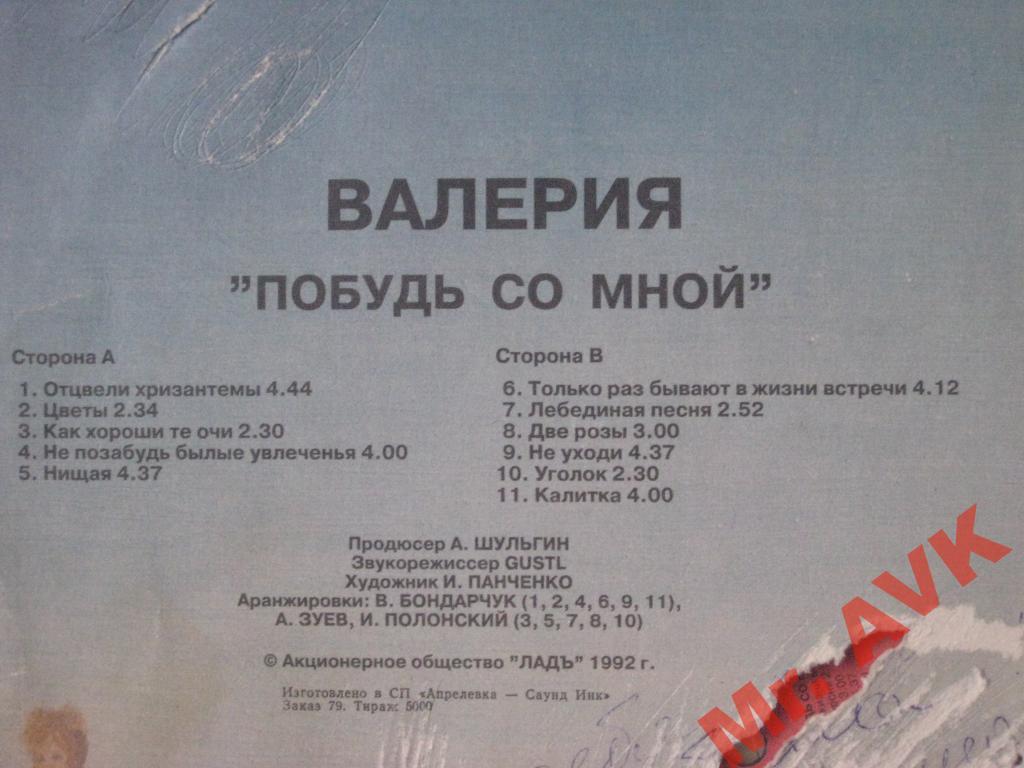 ВАЛЕРИЯ
"ПОБУДЬ СО МНОЙ"
Сторона А
1. Отцвели хризантемы 4.44
2. Цветы 2.34
3. Как хороши те очи 2.30
4. Не позабудь былые увлеченья 4.00
5. Нищая 4.37
Сторона В
6. Только раз бывают в жизни встречи 4.12
7. Лебединая песня 2.52
8. Две розы 3.00
9. Не уходи 4.37
10. Уголок 2.30
11. Калитка 4.00
Продюсер А. ШУЛЬГИН
Звукорежиссер GUSTL
Художник И. ПАНЧЕНКО
Аранжировки: В. БОНДАРЧУК (1, 2, 4, 6, 9, 11),
А. ЗУЕВ, И. ПОЛОНСКИЙ (3, 5, 7, 8, 10)
© Акционерное общество "ЛАДЪ" 1992 г.
Изготовлено в СП «Апрелевка — Саунд Инк»
Заказ 79. Тираж 5000
Mr. AVK